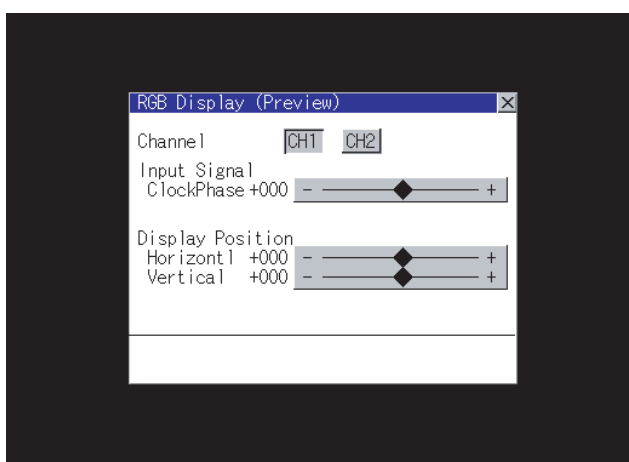 RGB Display (Preview)
Channel CH1 CH2
Input Signal
ClockPhase +000 - +
Display Position
Horizontl +000 - +
Vertical +000 - +